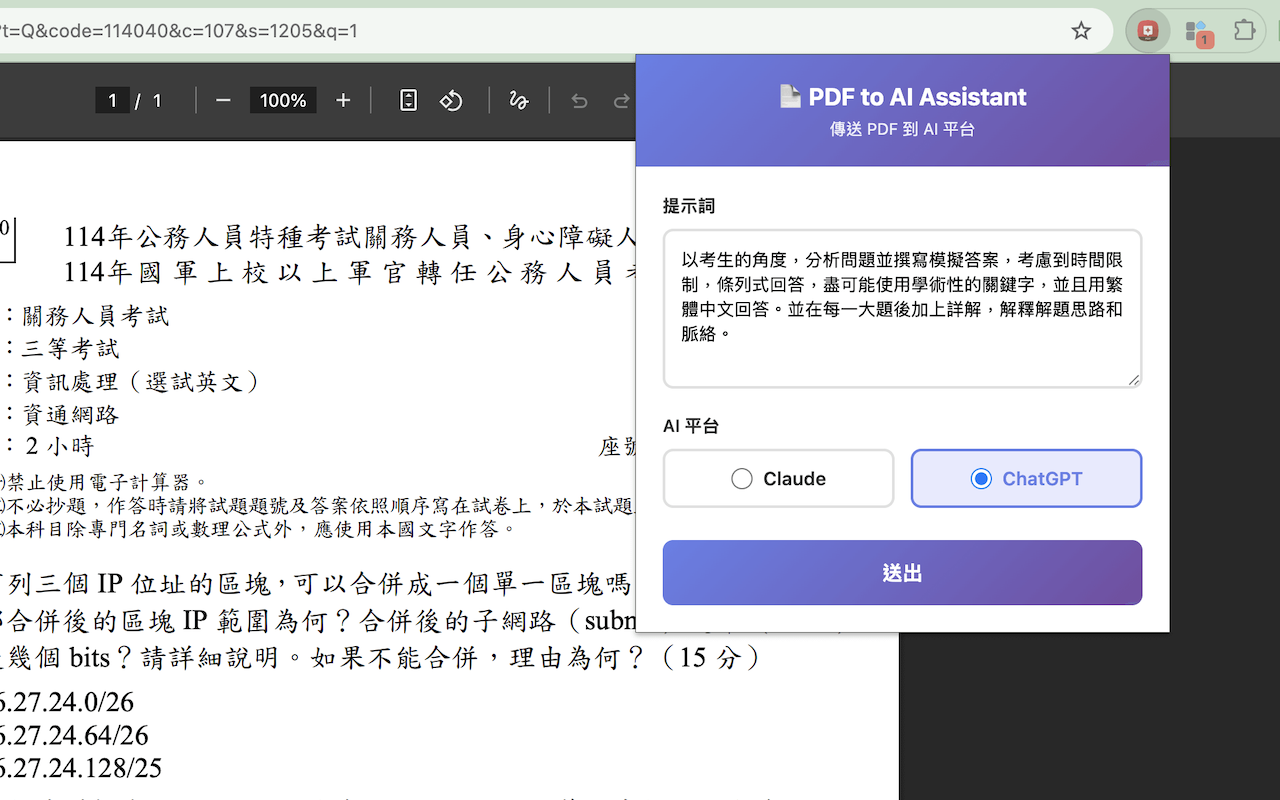 ?t=Q&code=114040&c=107&s=1205&q=1
1
1 / 1
100%
PDF to AI Assistant
傳送 PDF 到 AI 平台
提示詞
以考生的角度，分析問題並撰寫模擬答案，考慮到時間限
制，條列式回答，盡可能使用學術性的關鍵字，並且用繁
體中文回答。並在每一大題後加上詳解，解釋解題思路和
脈絡。
AI 平台
Claude
ChatGPT
送出
0
114年公務人員特種考試關務人員、身心障礙人
114年國軍上校以上軍官轉任公務人員
：關務人員考試
：三等考試
：資訊處理（選試英文）
：資通網路
：2 小時
座號
禁止使用電子計算器。
不必抄題，作答時請將試題題號及答案依照順序寫在試卷上，於本試題
本科目除專門名詞或數理公式外，應使用本國文字作答。
列三個 IP 位址的區塊，可以合併成一個單一區塊嗎
合併後的區塊 IP 範圍為何？合併後的子網路（subn
幾個 bits？請詳細說明。如果不能合併，理由為何？（15 分）
6.27.24.0/26
6.27.24.64/26
6.27.24.128/25